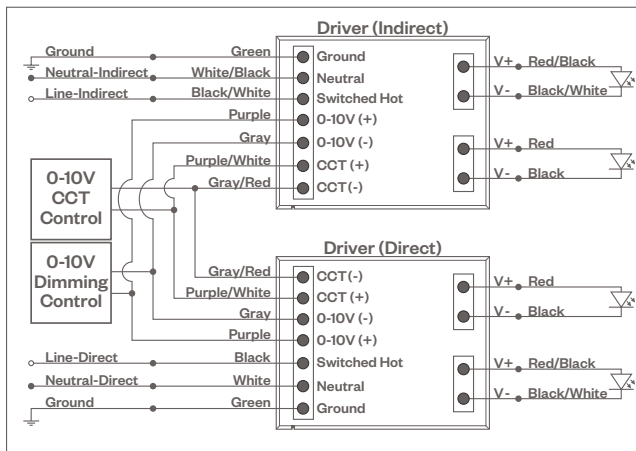 Driver (Indirect)
Ground Green Ground
Neutral-Indirect White/Black Neutral
Line-Indirect Black/White Switched Hot
Purple 0-10V (+)
Gray 0-10V (-)
Purple/White CCT (+)
Gray/Red CCT(-)
V+ Red/Black
V- Black/White
V+ Red
V- Black
0-10V
CCT
Control
0-10V
Dimming
Control
Driver (Direct)
Gray/Red CCT(-)
Purple/White CCT (+)
Gray 0-10V (-)
Purple 0-10V (+)
Line-Direct Black Switched Hot
Neutral-Direct White Neutral
Ground Green Ground
V+ Red
V- Black
V+ Red/Black
V- Black/White